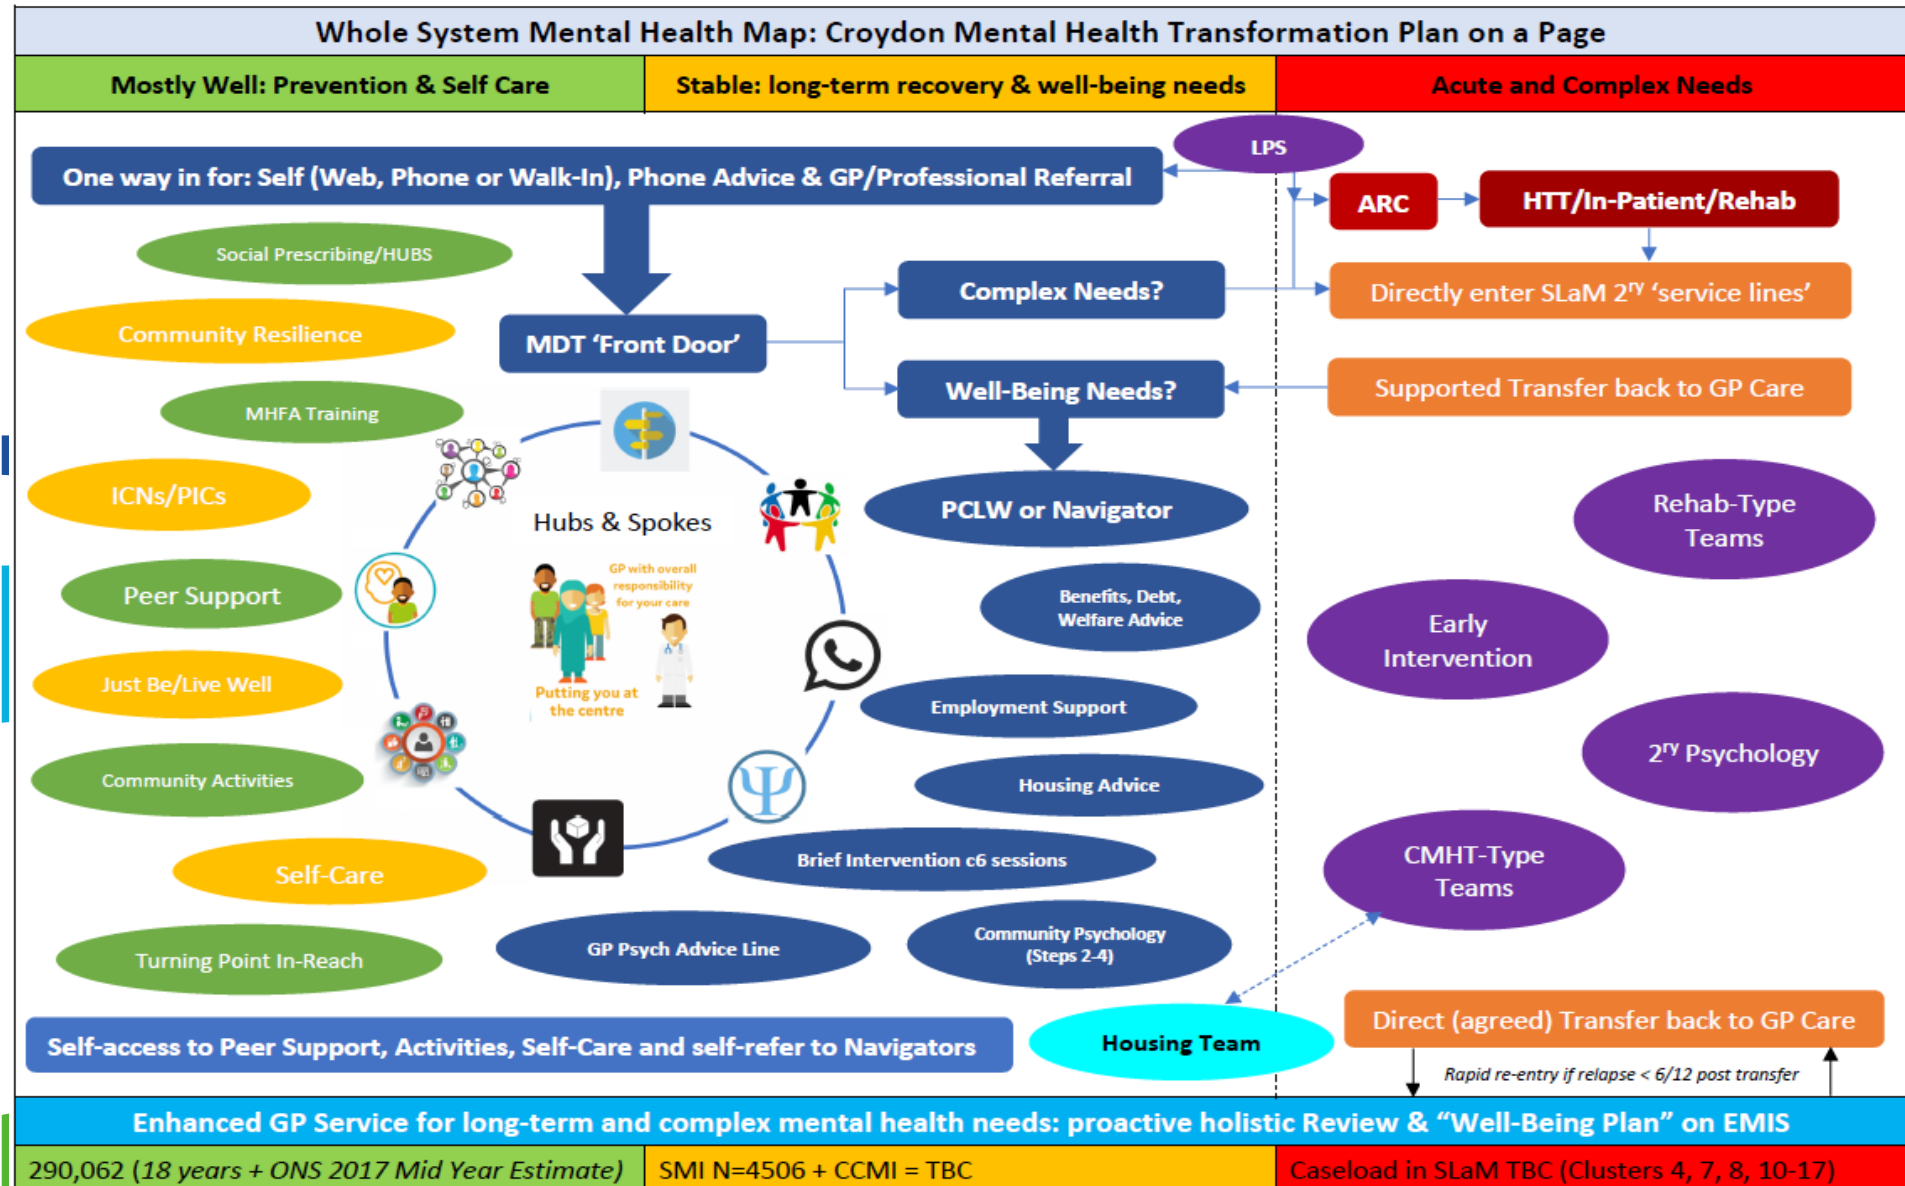 Whole System Mental Health Map: Croydon Mental Health Transformation Plan on a Page
Mostly Well: Prevention & Self Care
Stable: long-term recovery & well-being needs
Acute and Complex Needs
LPS
One way in for: Self (Web, Phone or Walk-In), Phone Advice & GP/Professional Referral
ARC
HTT/In-Patient/Rehab
Social Prescribing/HUBS
Complex Needs?
Directly enter SLaM 2ry 'service lines'
Community Resilience
MDT 'Front Door'
Well-Being Needs?
Supported Transfer back to GP Care
MHFA Training
ICNs/PICs
Hubs & Spokes
PCLW or Navigator
Rehab-Type
Teams
GP with overall
responsibility
for your care
Peer Support
Benefits, Debt,
Welfare Advice
Early
Intervention
Just Be/Live Well
Putting you at
the centre
Employment Support
2ry Psychology
Community Activities
Housing Advice
Self-Care
Brief Intervention c6 sessions
CMHT-Type
Teams
Turning Point In-Reach
GP Psych Advice Line
Community Psychology
(Steps 2-4)
Self-access to Peer Support, Activities, Self-Care and self-refer to Navigators
Housing Team
Direct (agreed) Transfer back to GP Care
Rapid re-entry if relapse < 6/12 post transfer
Enhanced GP Service for long-term and complex mental health needs: proactive holistic Review & “Well-Being Plan” on EMIS
290,062 (18 years + ONS 2017 Mid Year Estimate)
SMI N=4506 + CCMI = TBC
Caseload in SLaM TBC (Clusters 4, 7, 8, 10-17)